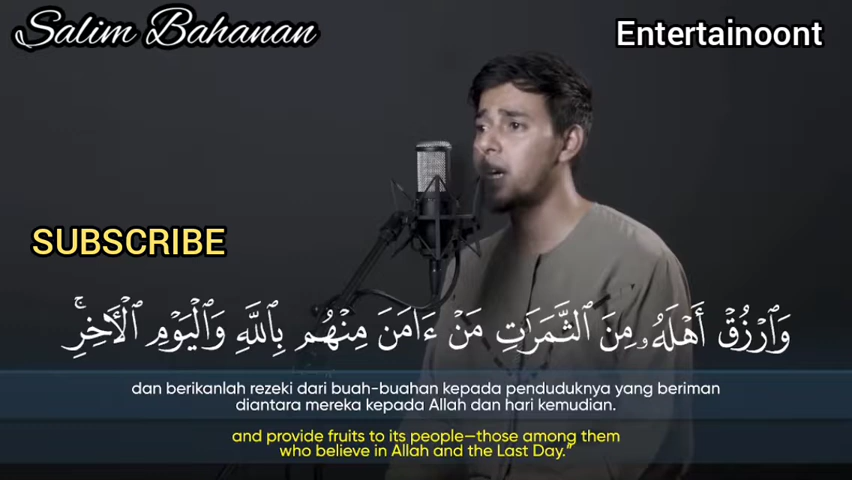 Salim Bahanan
Entertainoont
SUBSCRIBE
وَٱرْزُقْ أَهْلَهُۥ مِنَ ٱلثَّمَرَٰتِ مَنْ ءَامَنَ مِنْهُم بِٱللَّهِ وَٱلْيَوْمِ ٱلْـَٔاخِرِ ۚ
dan berikanlah rezeki dari buah-buahan kepada penduduknya yang beriman
diantara mereka kepada Allah dan hari kemudian.
and provide fruits to its people—those among them
who believe in Allah and the Last Day.”